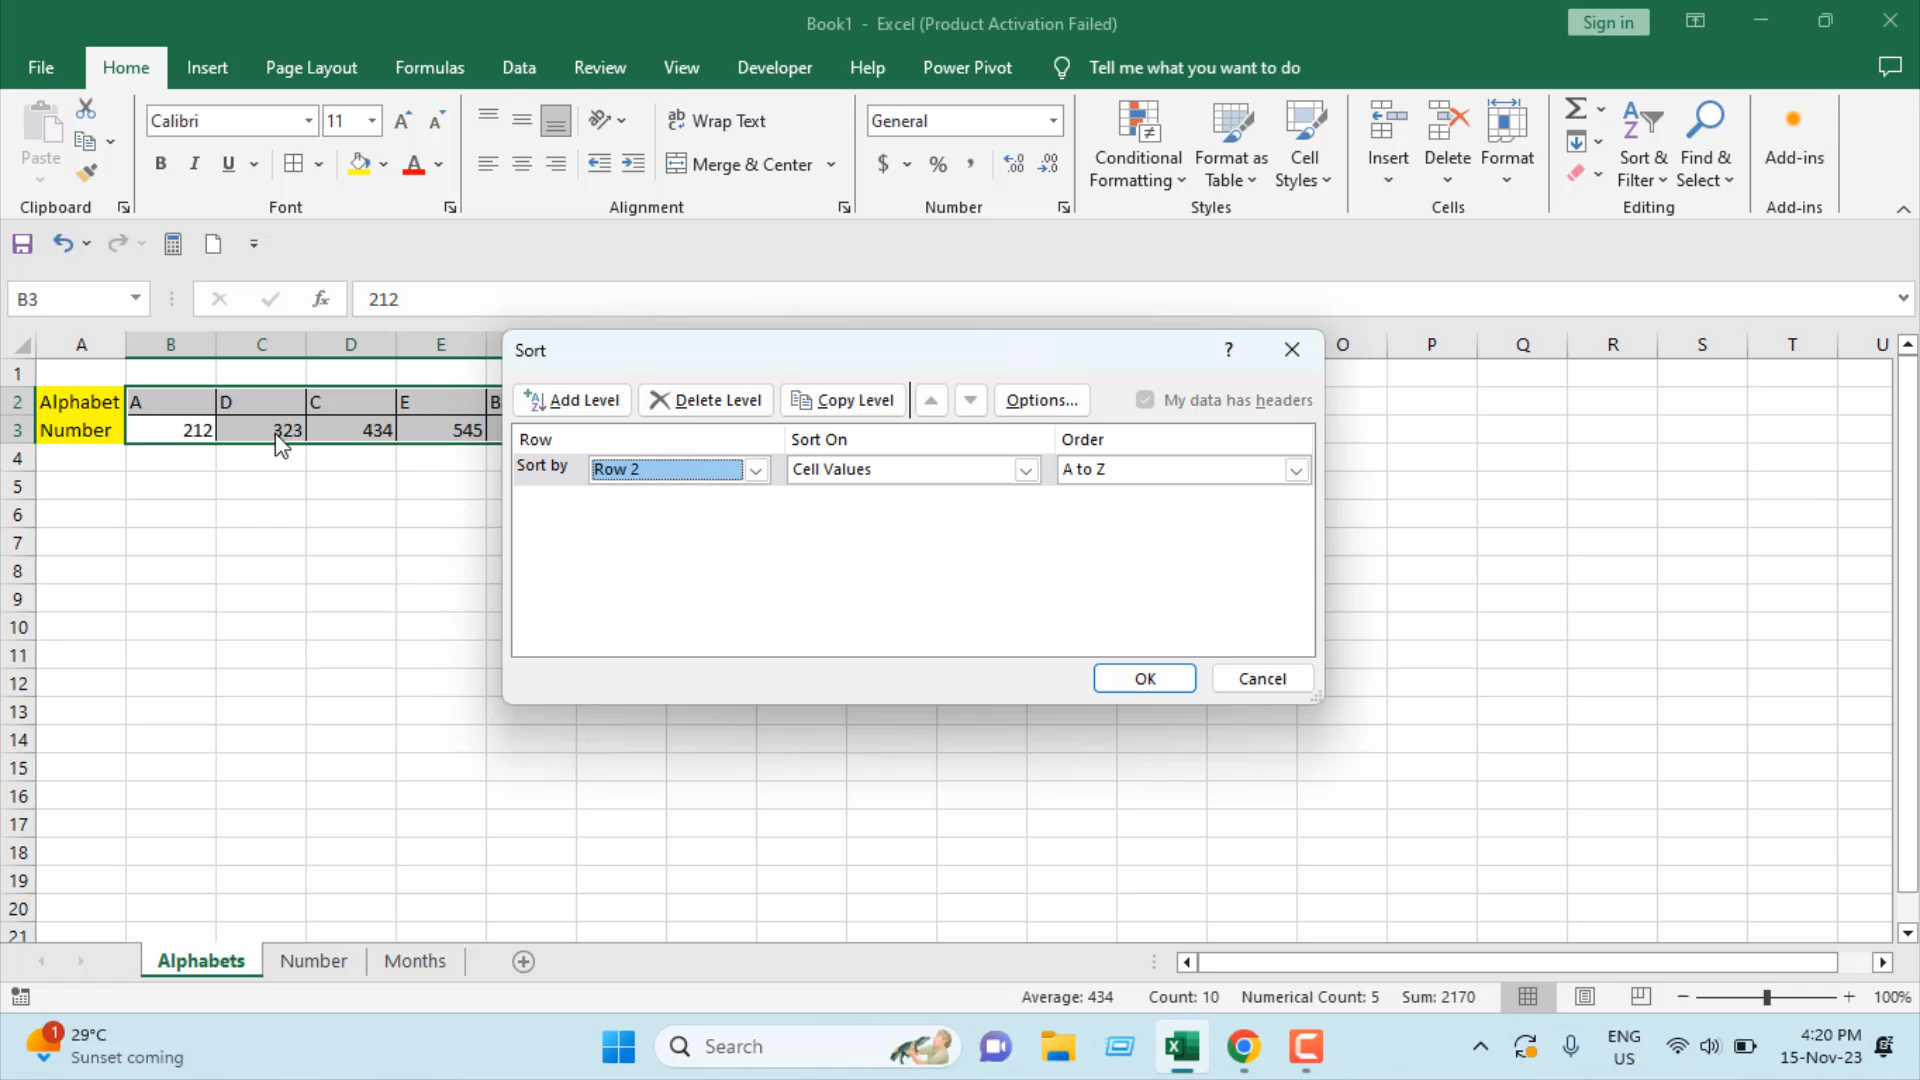 Book1 - Excel (Product Activation Failed)
Sign in
File Home Insert Page Layout Formulas Data Review View Developer Help Power Pivot Tell me what you want to do
Paste
Clipboard
Calibri 11
B I U
A
Font
ab Wrap Text
Merge & Center
Alignment
General
$ % ,
Number
Conditional Formatting
Format as Table
Cell Styles
Styles
Insert Delete Format
Cells
Sort & Filter
Find & Select
Editing
Add-ins
Add-ins
B3 fx 212
A B C D E O P Q R S T U
1
2 Alphabet A D C E B
3 Number 212 323 434 545
4
5
6
7
8
9
10
11
12
13
14
15
16
17
18
19
20
21
Sort ?
Add Level Delete Level Copy Level Options... My data has headers
Row Sort On Order
Sort by Row 2 Cell Values A to Z
OK Cancel
Alphabets Number Months
Average: 434 Count: 10 Numerical Count: 5 Sum: 2170 100%
1 29°C
Sunset coming
Search
ENG
US
4:20 PM
15-Nov-23